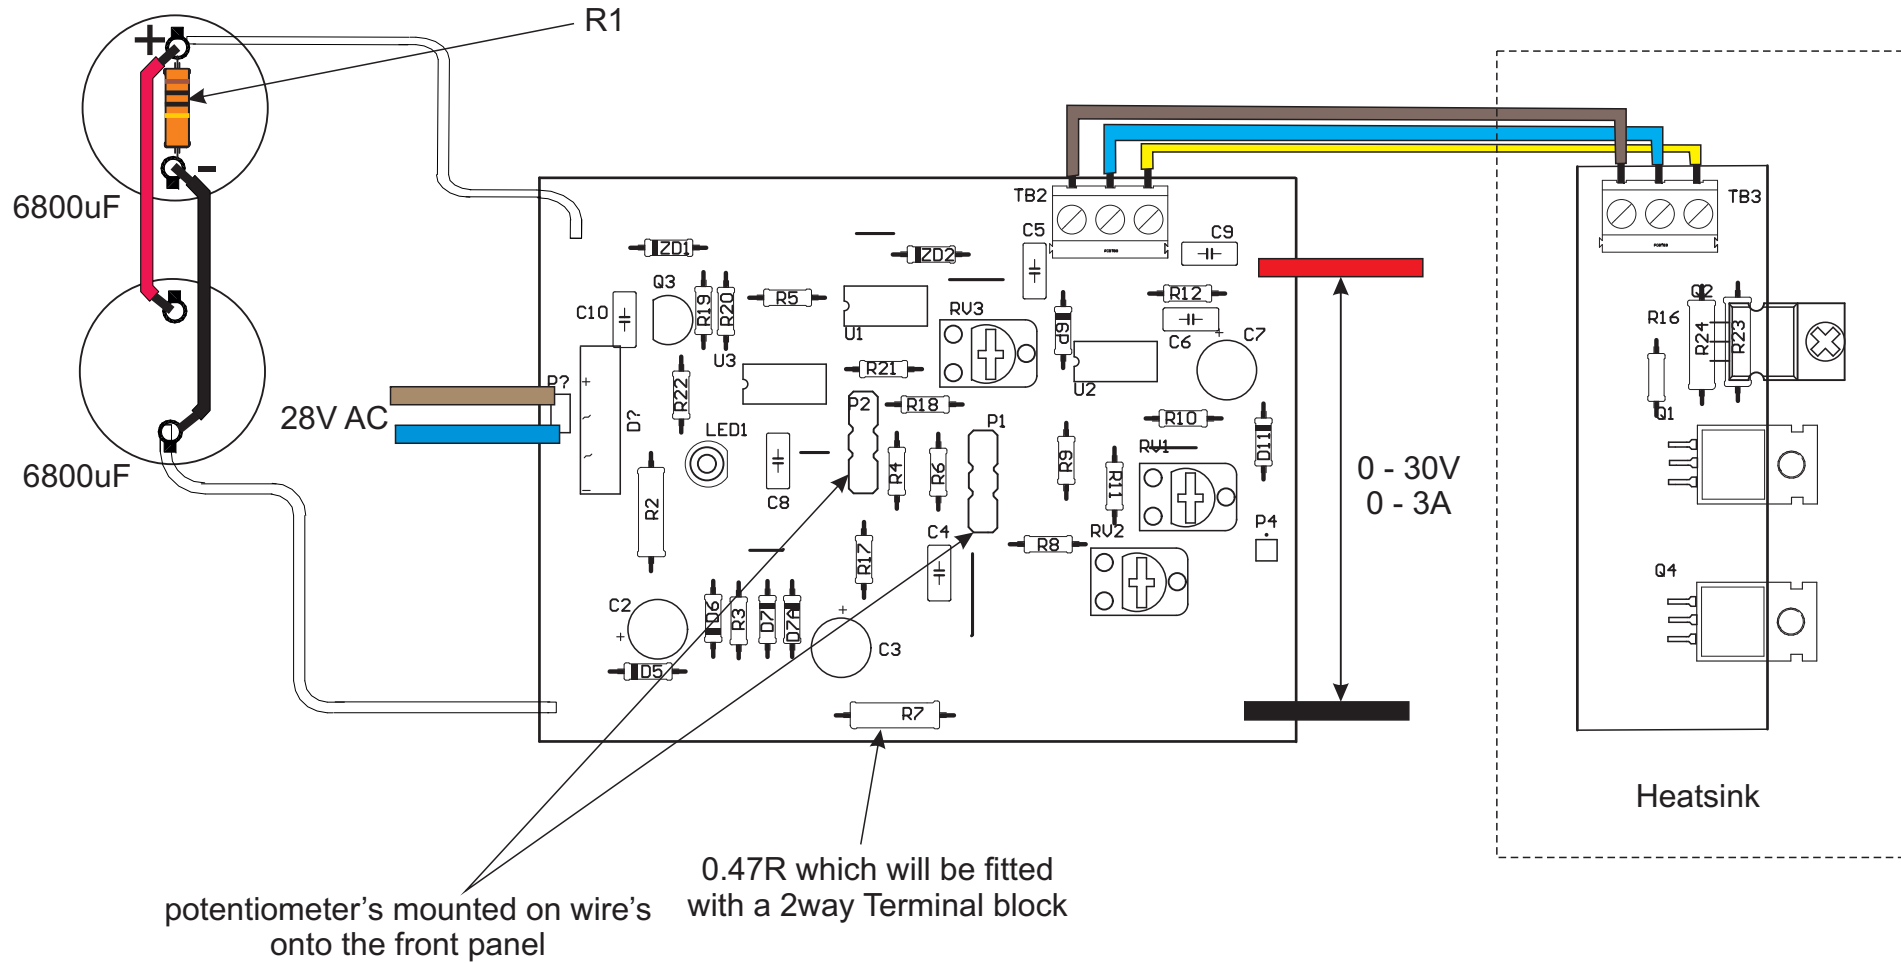 R1
+
-
6800uF
6800uF
28V AC
P?
+
~
~
-
D?
TB2
C5
C9
ZD1
ZD2
Q3
C10
R19
R20
R5
U1
RV3
D9
R12
C6
+
C7
U3
R22
R21
U2
P2
R18
P1
R10
RV1
D11
LED1
C8
R4
R6
R9
R11
R2
RV2
P4
R17
C4
R8
C2
+
D6
R3
D7
D7A
+
C3
D5
R7
0 - 30V
0 - 3A
TB3
Q2
R16
R24
R23
Q1
Q4
Heatsink
0.47R which will be fitted
with a 2way Terminal block
potentiometer's mounted on wire's
onto the front panel